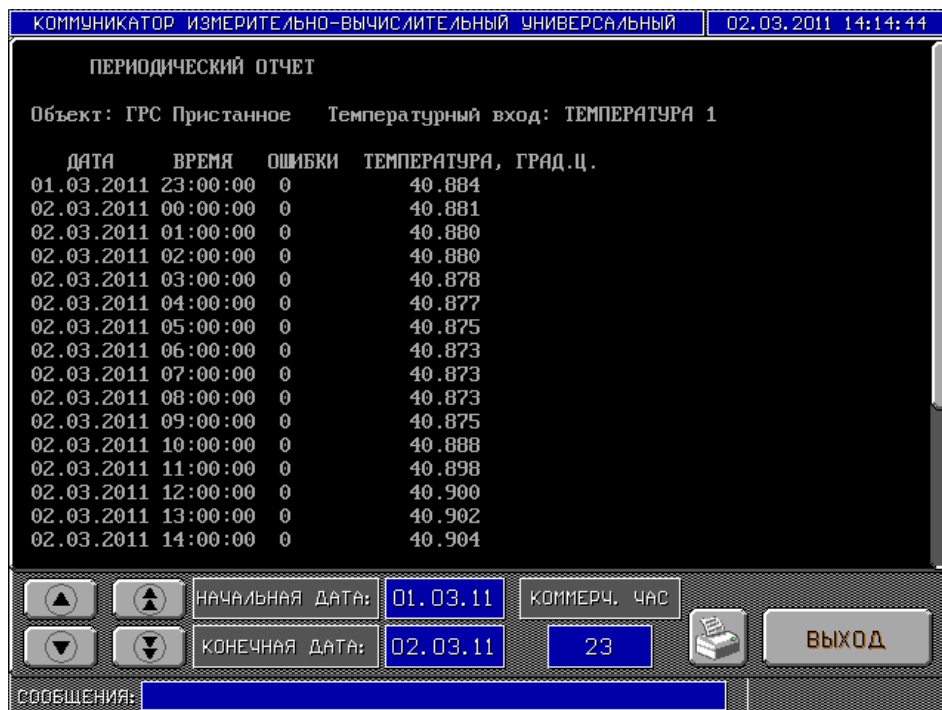 КОММУНИКАТОР ИЗМЕРИТЕЛЬНО-ВЫЧИСЛИТЕЛЬНЫЙ УНИВЕРСАЛЬНЫЙ 02.03.2011 14:14:44
ПЕРИОДИЧЕСКИЙ ОТЧЕТ
Объект: ГРС Пристанное Температурный вход: ТЕМПЕРАТУРА 1
ДАТА ВРЕМЯ ОШИБКИ ТЕМПЕРАТУРА, ГРАД.Ц.
01.03.2011 23:00:00 0 40.884
02.03.2011 00:00:00 0 40.881
02.03.2011 01:00:00 0 40.880
02.03.2011 02:00:00 0 40.880
02.03.2011 03:00:00 0 40.878
02.03.2011 04:00:00 0 40.877
02.03.2011 05:00:00 0 40.875
02.03.2011 06:00:00 0 40.873
02.03.2011 07:00:00 0 40.873
02.03.2011 08:00:00 0 40.873
02.03.2011 09:00:00 0 40.875
02.03.2011 10:00:00 0 40.888
02.03.2011 11:00:00 0 40.898
02.03.2011 12:00:00 0 40.900
02.03.2011 13:00:00 0 40.902
02.03.2011 14:00:00 0 40.904
НАЧАЛЬНАЯ ДАТА: 01.03.11 КОММЕРЧ. ЧАС
КОНЕЧНАЯ ДАТА: 02.03.11 23 ВЫХОД
СООБЩЕНИЯ: